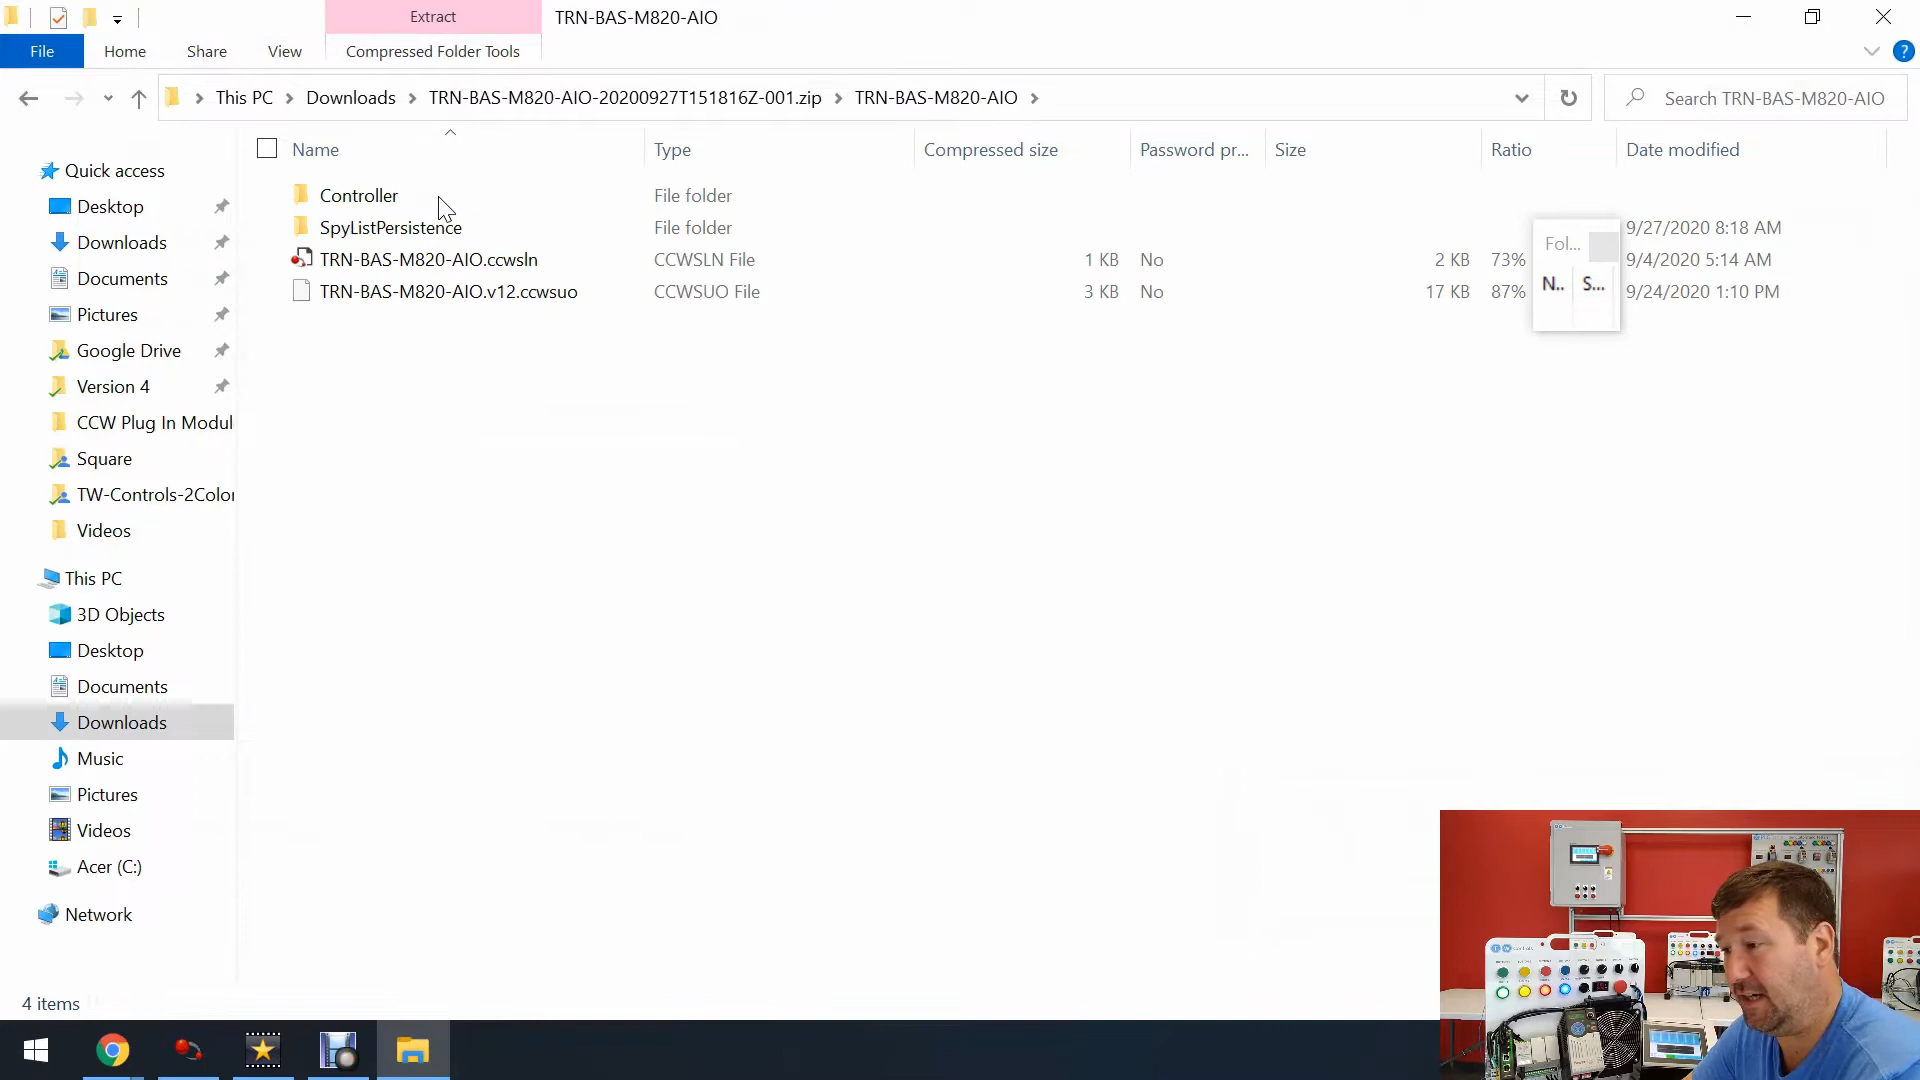 Extract
TRN-BAS-M820-AIO
File
Home
Share
View
Compressed Folder Tools
This PC
Downloads
TRN-BAS-M820-AIO-20200927T151816Z-001.zip
TRN-BAS-M820-AIO
Search TRN-BAS-M820-AIO
Name
Type
Compressed size
Password pr...
Size
Ratio
Date modified
Controller
File folder
SpyListPersistence
File folder
9/27/2020 8:18 AM
TRN-BAS-M820-AIO.ccwsln
CCWSLN File
1 KB
No
2 KB
73%
9/4/2020 5:14 AM
TRN-BAS-M820-AIO.v12.ccwsuo
CCWSUO File
3 KB
No
17 KB
87%
9/24/2020 1:10 PM
Fol...
N..
S...
Quick access
Desktop
Downloads
Documents
Pictures
Google Drive
Version 4
CCW Plug In Modul
Square
TW-Controls-2Color
Videos
This PC
3D Objects
Desktop
Documents
Downloads
Music
Pictures
Videos
Acer (C:)
Network
4 items